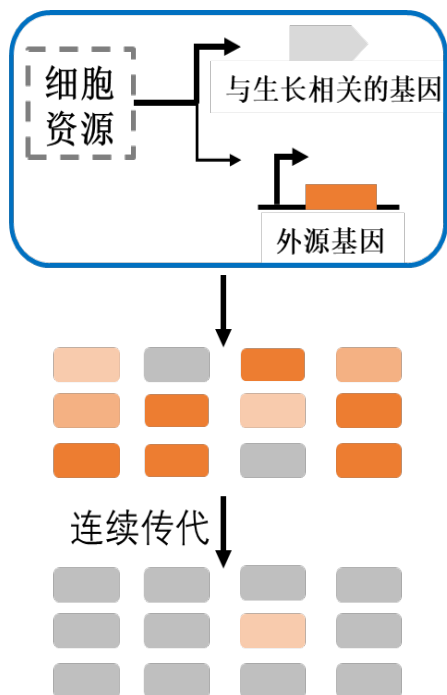 细胞
资源
与生长相关的基因
外源基因
连续传代